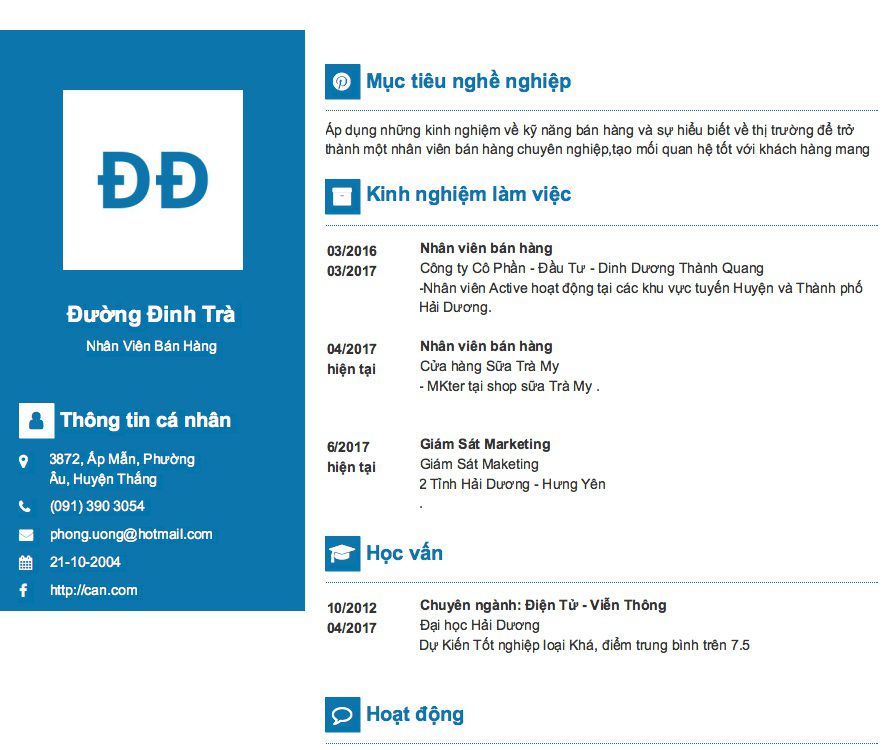 ĐĐ
Đường Đinh Trà
Nhân Viên Bán Hàng
Thông tin cá nhân
3872, Ấp Mẫn, Phường
Âu, Huyện Thắng
(091) 390 3054
phong.uong@hotmail.com
21-10-2004
http://can.com
Mục tiêu nghề nghiệp
Áp dụng những kinh nghiệm về kỹ năng bán hàng và sự hiểu biết về thị trường để trở
thành một nhân viên bán hàng chuyên nghiệp,tạo mối quan hệ tốt với khách hàng mang
Kinh nghiệm làm việc
03/2016
03/2017
Nhân viên bán hàng
Công ty Cô Phần - Đầu Tư - Dinh Dương Thành Quang
-Nhân viên Active hoạt động tại các khu vực tuyến Huyện và Thành phố
Hải Dương.
04/2017
hiện tại
Nhân viên bán hàng
Cửa hàng Sữa Trà My
- MKter tại shop sữa Trà My .
6/2017
hiện tại
Giám Sát Marketing
Giám Sát Maketing
2 Tỉnh Hải Dương - Hưng Yên
.
Học vấn
10/2012
04/2017
Chuyên ngành: Điện Tử - Viễn Thông
Đại học Hải Dương
Dự Kiến Tốt nghiệp loại Khá, điểm trung bình trên 7.5
Hoạt động